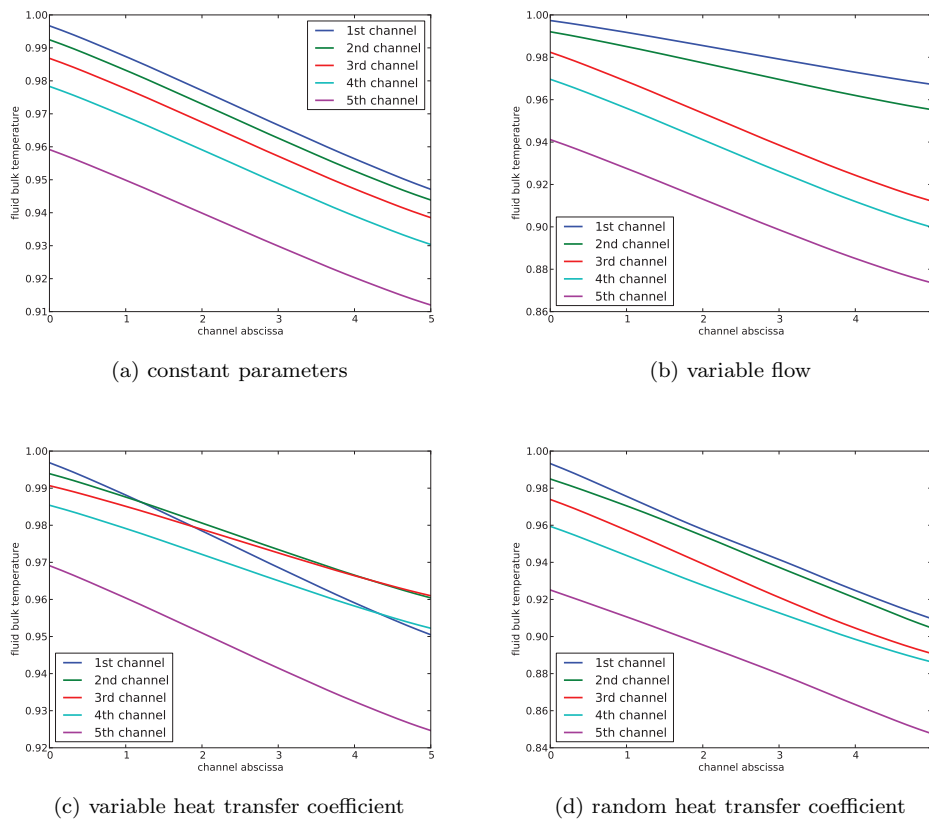 1.00
0.99
0.98
0.97
0.96
0.95
0.94
0.93
0.92
0.91
fluid bulk temperature
1st channel
2nd channel
3rd channel
4th channel
5th channel
0 1 2 3 4 5
channel abscissa
(a) constant parameters
1.00
0.98
0.96
0.94
0.92
0.90
0.88
0.86
fluid bulk temperature
1st channel
2nd channel
3rd channel
4th channel
5th channel
0 1 2 3 4
channel abscissa
(b) variable flow
1.00
0.99
0.98
0.97
0.96
0.95
0.94
0.93
0.92
fluid bulk temperature
1st channel
2nd channel
3rd channel
4th channel
5th channel
0 1 2 3 4 5
channel abscissa
(c) variable heat transfer coefficient
1.00
0.98
0.96
0.94
0.92
0.90
0.88
0.86
0.84
fluid bulk temperature
1st channel
2nd channel
3rd channel
4th channel
5th channel
0 1 2 3 4
channel abscissa
(d) random heat transfer coefficient